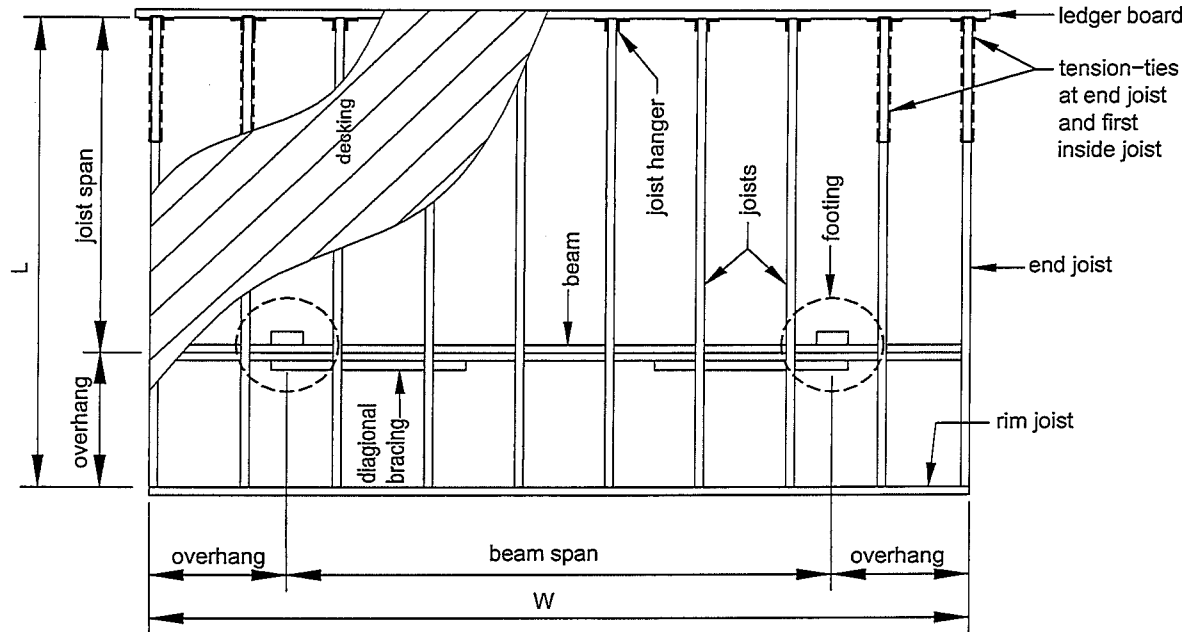 ledger board
tension-ties
at end joist
and first
inside joist
decking
joist hanger
joists
footing
joist span
L
beam
end joist
overhang
diagional
bracing
rim joist
overhang
beam span
overhang
W